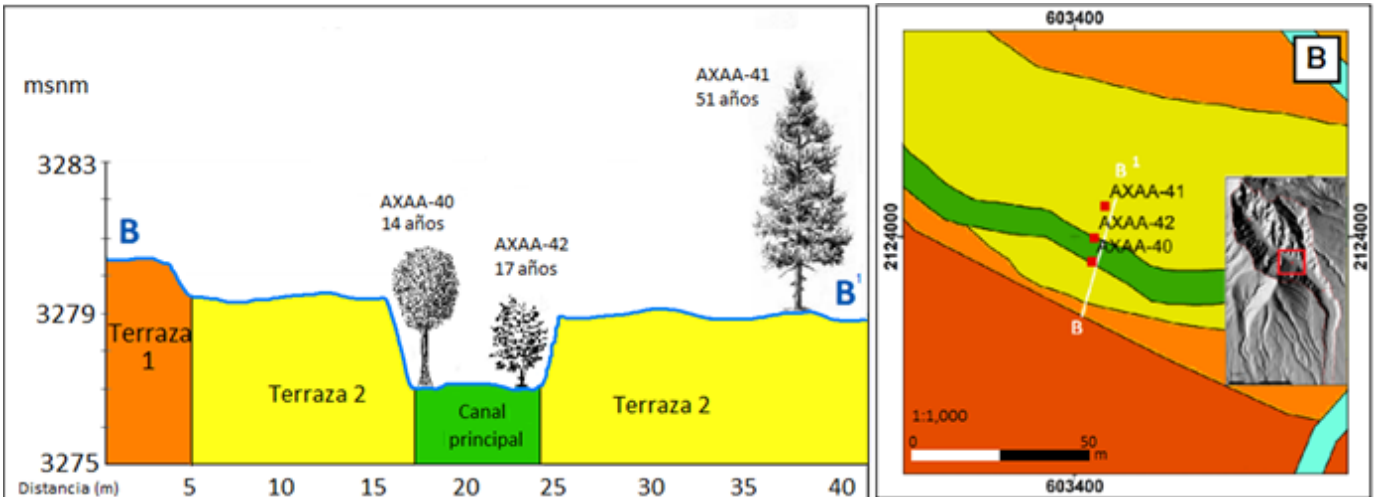 msnm
3283
3279
3275
B
AXAA-40
14 años
AXAA-42
17 años
AXAA-41
51 años
B'
Terraza
1
Terraza 2
Canal
principal
Terraza 2
Distancia (m) 5 10 15 20 25 30 35 40
603400
B
2124000
2124000
B 1
AXAA-41
AXAA-42
AXAA-40
B
1:1,000
0 50
m
603400